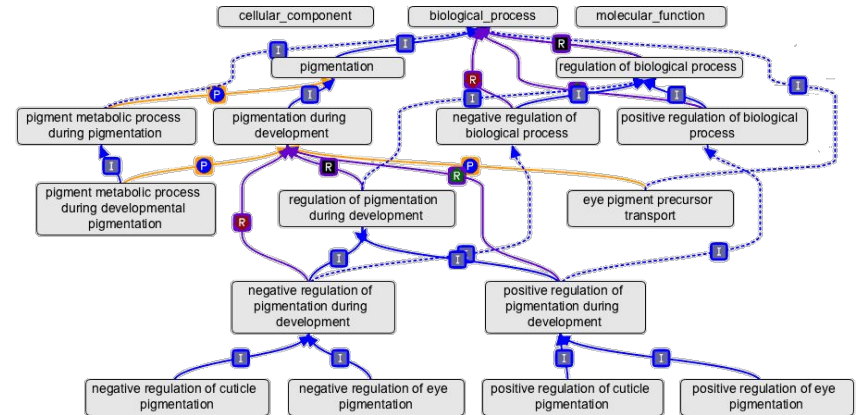 cellular_component
biological_process
molecular_function
I
I
R
pigmentation
regulation of biological process
R
I
P
I
I
I
I
pigment metabolic process
during pigmentation
pigmentation during
development
negative regulation of
biological process
positive regulation of biological
process
I
P
R
P
R
pigment metabolic process
during developmental
pigmentation
regulation of pigmentation
during development
eye pigment precursor
transport
R
I
I
I
I
negative regulation of
pigmentation during
development
positive regulation of
pigmentation during
development
I
I
I
I
negative regulation of cuticle
pigmentation
negative regulation of eye
pigmentation
positive regulation of cuticle
pigmentation
positive regulation of eye
pigmentation